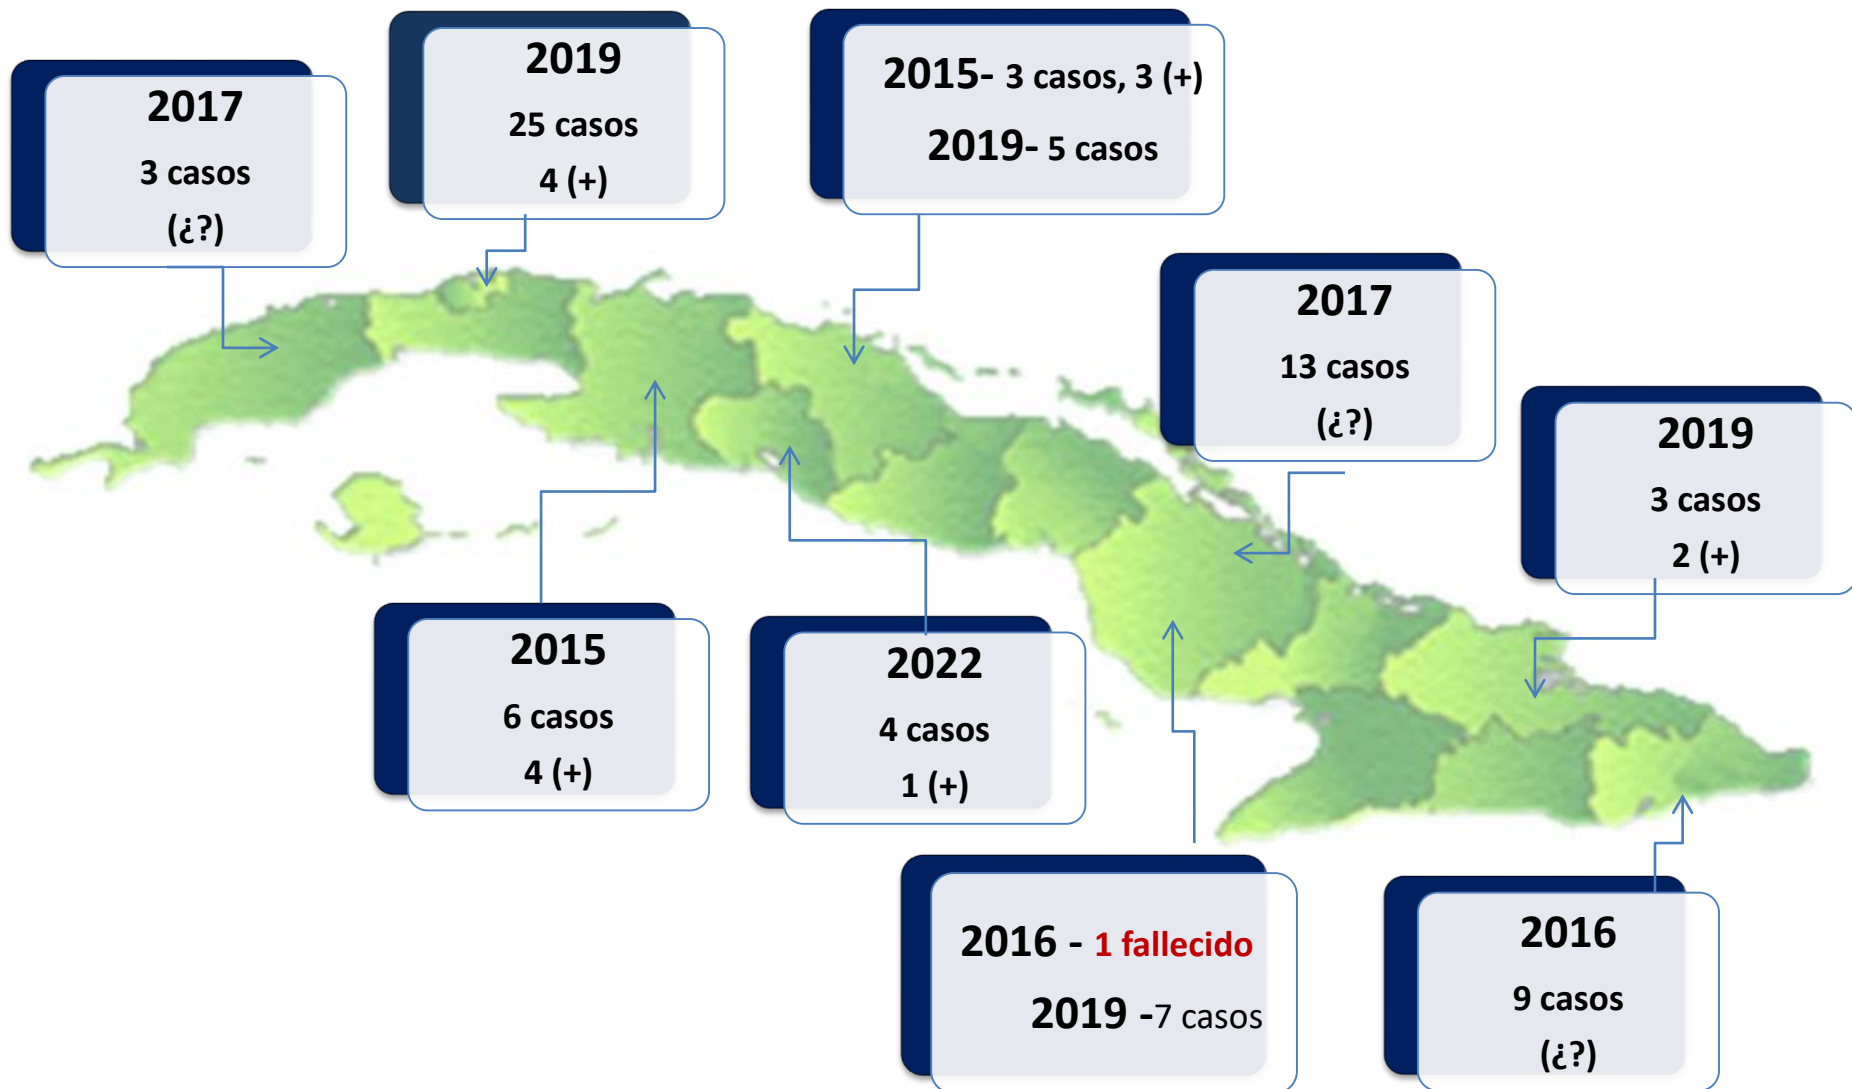 2017
3 casos
(¿?)
2019
25 casos
4 (+)
2015- 3 casos, 3 (+)
2019- 5 casos
2017
13 casos
(¿?)
2019
3 casos
2 (+)
2015
6 casos
4 (+)
2022
4 casos
1 (+)
2016 - 1 fallecido
2019 -7 casos
2016
9 casos
(¿?)